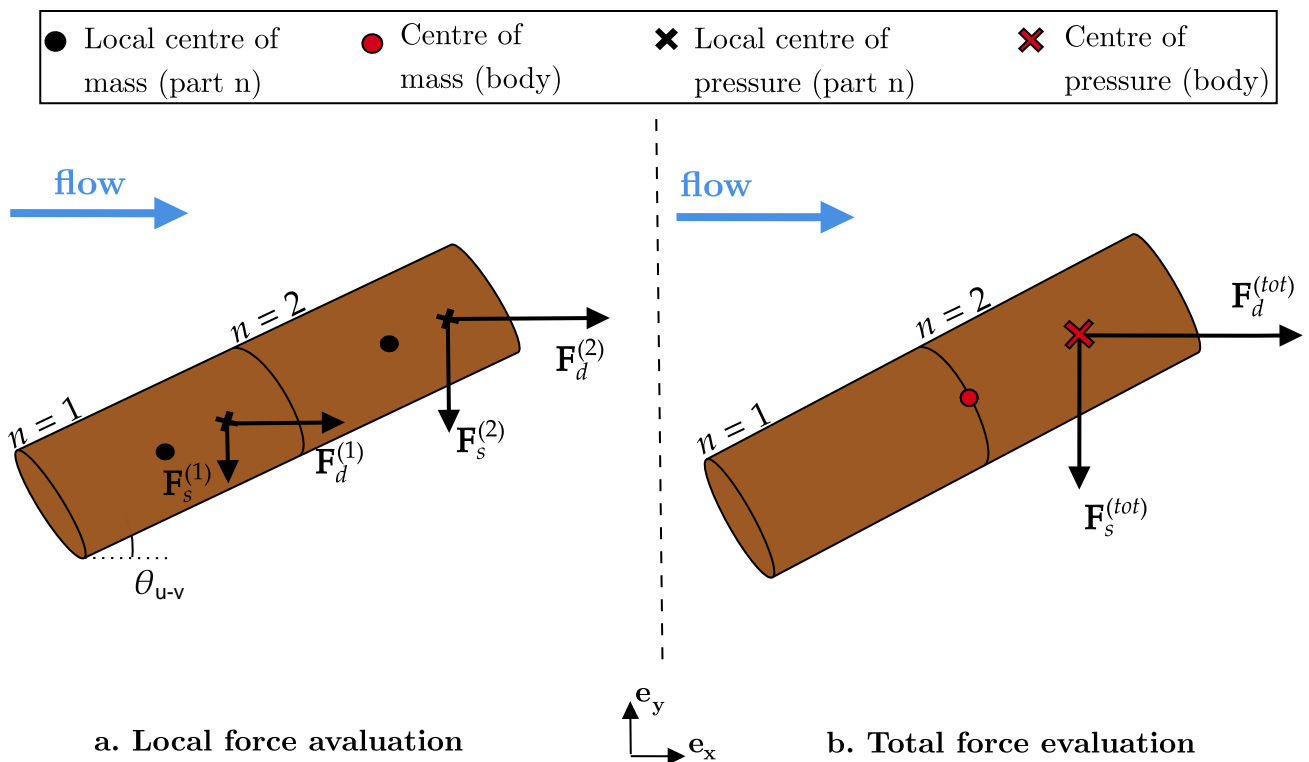 Local centre of
mass (part n)
Centre of
mass (body)
Local centre of
pressure (part n)
Centre of
pressure (body)
flow
n = 1
n = 2
F_s^(1)
F_d^(1)
F_s^(2)
F_d^(2)
θ_u-v
a. Local force avaluation
flow
n = 1
n = 2
F_d^(tot)
F_s^(tot)
e_y
e_x
b. Total force evaluation